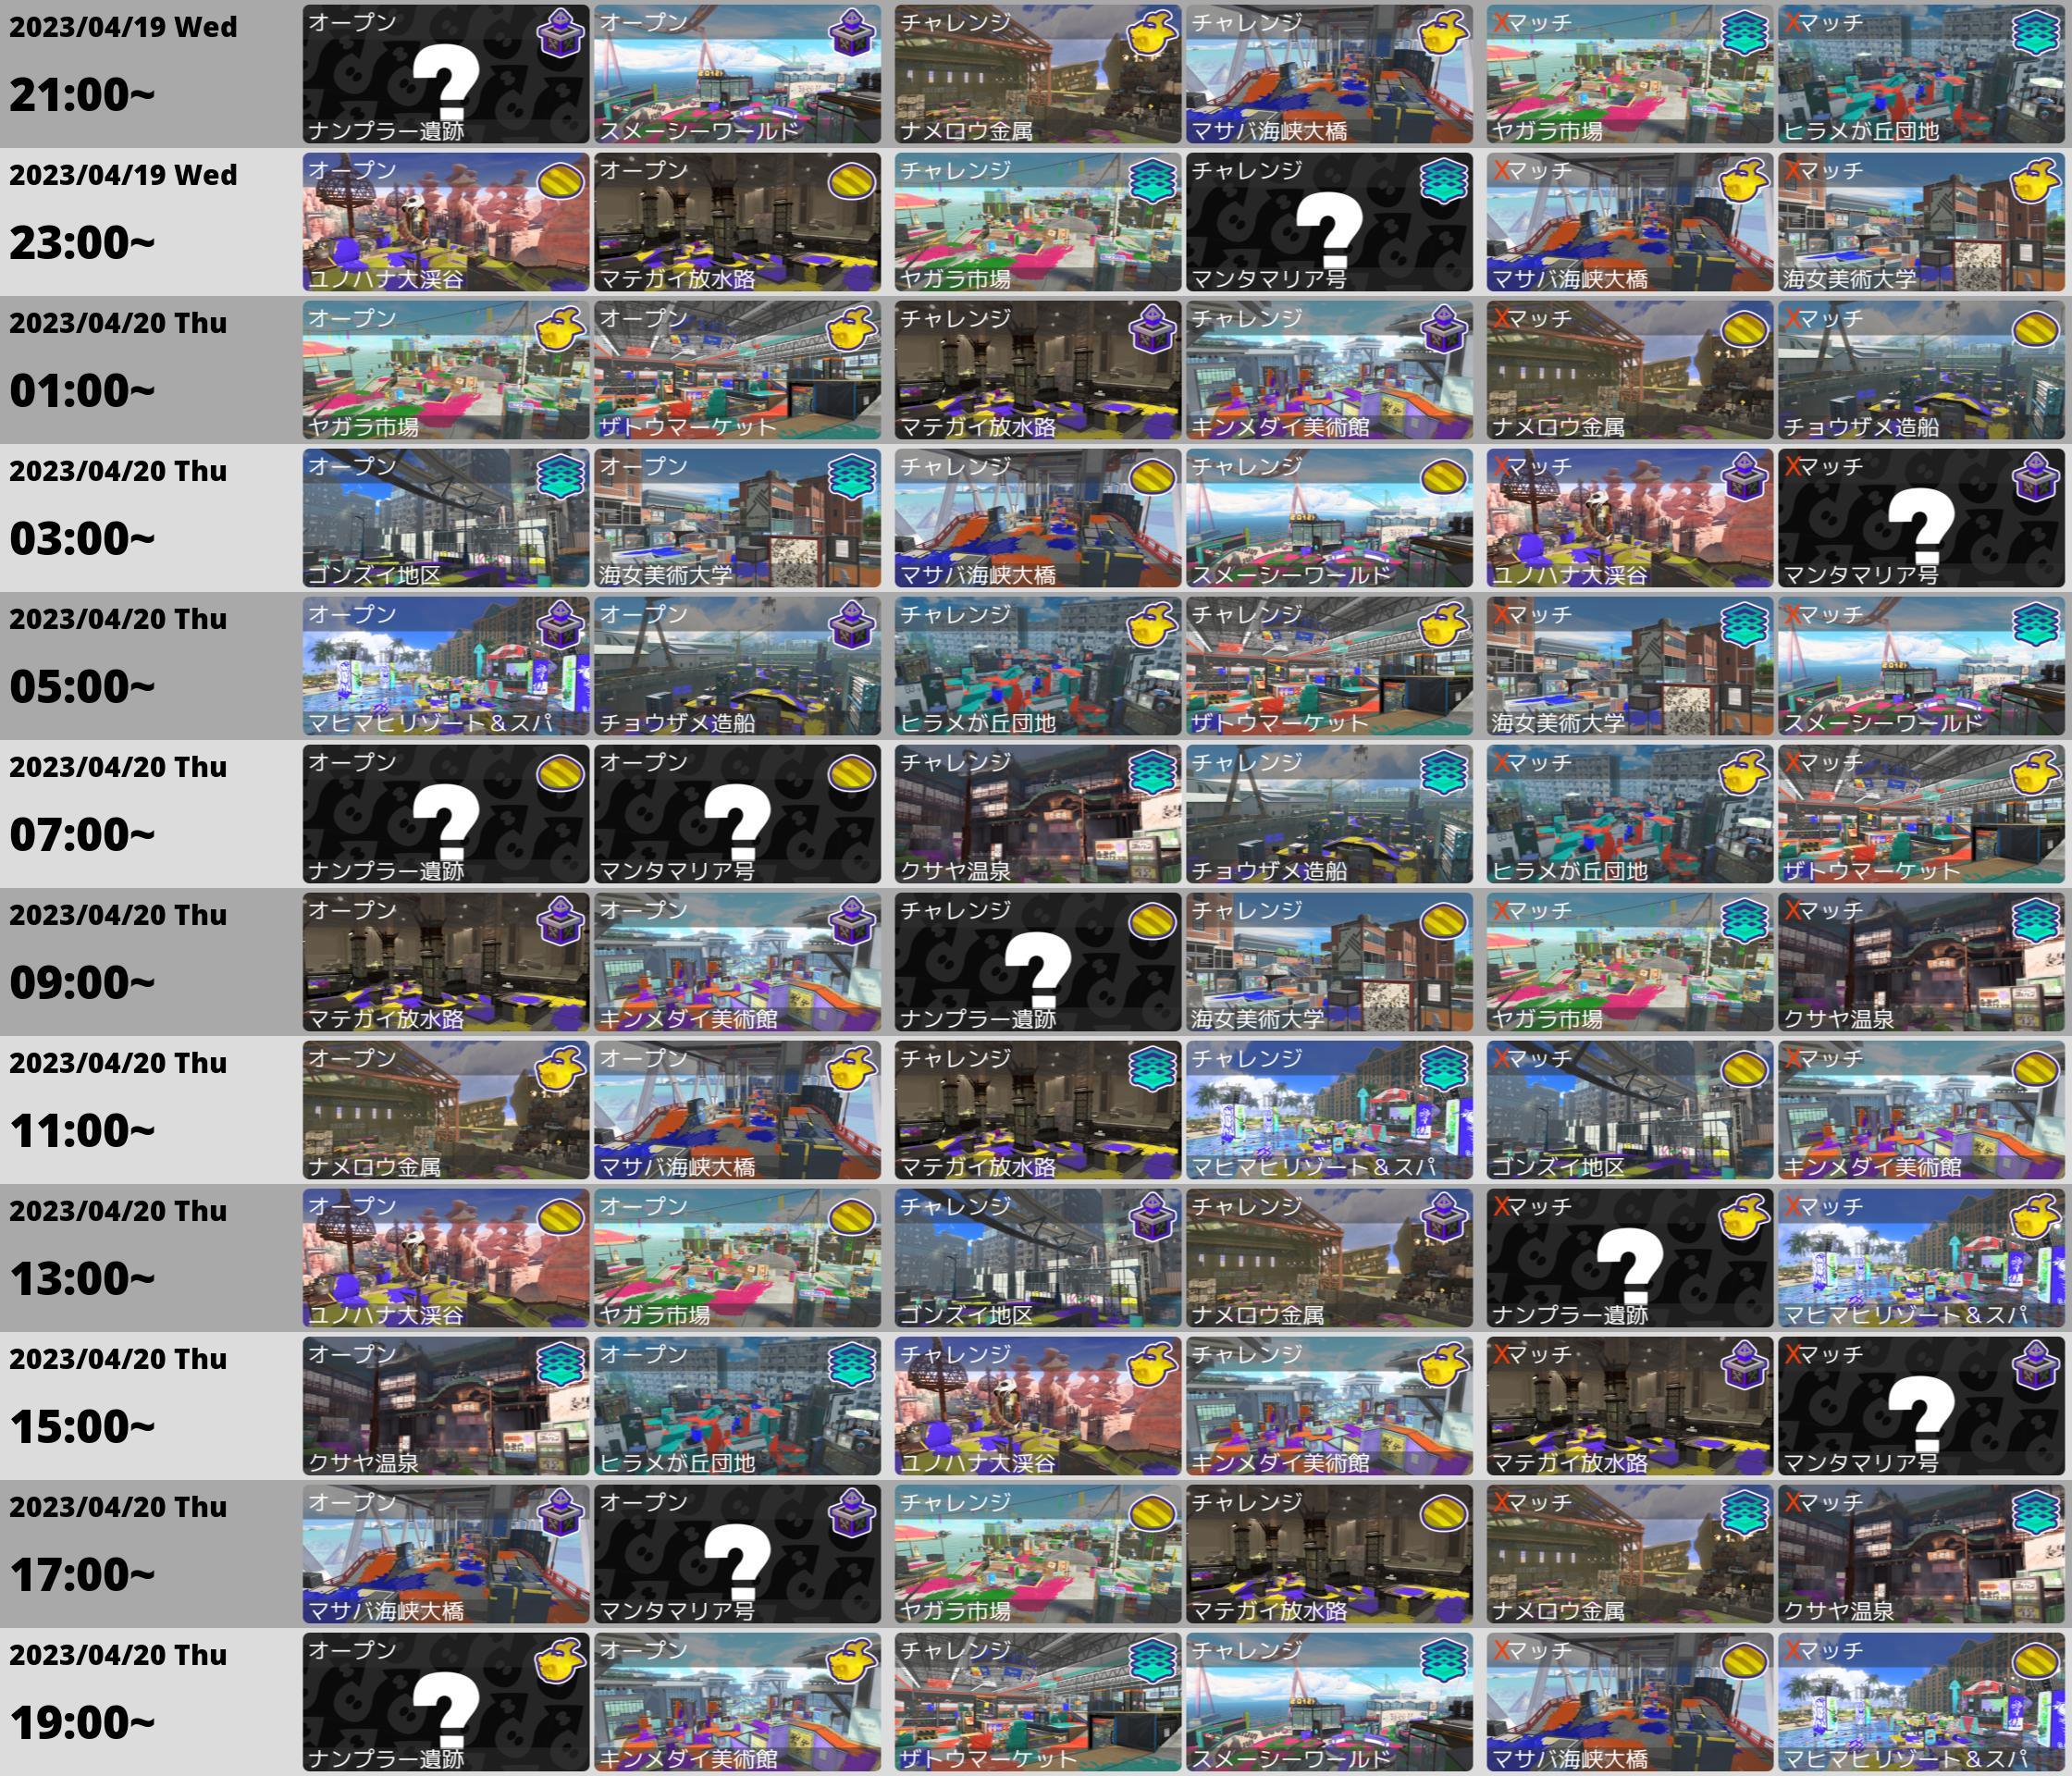 2023/04/19 Wed
21:00~
オープン オープン チャレンジ チャレンジ Xマッチ Xマッチ
?
ナンプラー遺跡 スメーシーワールド ナメロウ金属 マサバ海峡大橋 ヤガラ市場 ヒラメが丘団地
2023/04/19 Wed
23:00~
オープン オープン チャレンジ チャレンジ Xマッチ Xマッチ
?
ユノハナ大渓谷 マテガイ放水路 ヤガラ市場 マンタマリア号 マサバ海峡大橋 海女美術大学
2023/04/20 Thu
01:00~
オープン オープン チャレンジ チャレンジ Xマッチ Xマッチ
ヤガラ市場 ザトウマーケット マテガイ放水路 キンメダイ美術館 ナメロウ金属 チョウザメ造船
2023/04/20 Thu
03:00~
オープン オープン チャレンジ チャレンジ Xマッチ Xマッチ
?
ゴンズイ地区 海女美術大学 マサバ海峡大橋 スメーシーワールド ユノハナ大渓谷 マンタマリア号
2023/04/20 Thu
05:00~
オープン オープン チャレンジ チャレンジ Xマッチ Xマッチ
マヒマヒリゾート&スパ チョウザメ造船 ヒラメが丘団地 ザトウマーケット 海女美術大学 スメーシーワールド
2023/04/20 Thu
07:00~
オープン オープン チャレンジ チャレンジ Xマッチ Xマッチ
? ?
ナンプラー遺跡 マンタマリア号 クサヤ温泉 チョウザメ造船 ヒラメが丘団地 ザトウマーケット
2023/04/20 Thu
09:00~
オープン オープン チャレンジ チャレンジ Xマッチ Xマッチ
?
マテガイ放水路 キンメダイ美術館 ナンプラー遺跡 海女美術大学 ヤガラ市場 クサヤ温泉
2023/04/20 Thu
11:00~
オープン オープン チャレンジ チャレンジ Xマッチ Xマッチ
ナメロウ金属 マサバ海峡大橋 マテガイ放水路 マヒマヒリゾート&スパ ゴンズイ地区 キンメダイ美術館
2023/04/20 Thu
13:00~
オープン オープン チャレンジ チャレンジ Xマッチ Xマッチ
?
ユノハナ大渓谷 ヤガラ市場 ゴンズイ地区 ナメロウ金属 ナンプラー遺跡 マヒマヒリゾート&スパ
2023/04/20 Thu
15:00~
オープン オープン チャレンジ チャレンジ Xマッチ Xマッチ
?
クサヤ温泉 ヒラメが丘団地 ユノハナ大渓谷 キンメダイ美術館 マテガイ放水路 マンタマリア号
2023/04/20 Thu
17:00~
オープン オープン チャレンジ チャレンジ Xマッチ Xマッチ
?
マサバ海峡大橋 マンタマリア号 ヤガラ市場 マテガイ放水路 ナメロウ金属 クサヤ温泉
2023/04/20 Thu
19:00~
オープン オープン チャレンジ チャレンジ Xマッチ Xマッチ
?
ナンプラー遺跡 キンメダイ美術館 ザトウマーケット スメーシーワールド マサバ海峡大橋 マヒマヒリゾート&スパ